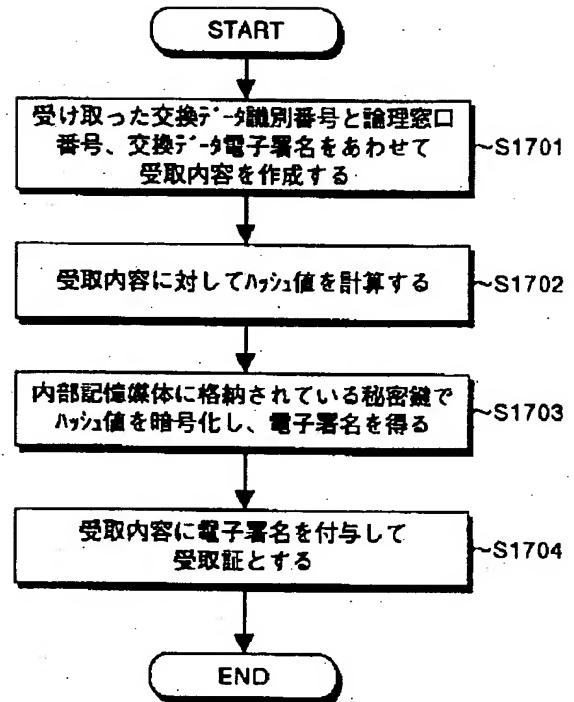 START
受け取った交換ﾃﾞｰﾀ識別番号と論理窓口
番号、交換ﾃﾞｰﾀ電子署名をあわせて
受取内容を作成する
~S1701
受取内容に対してﾊｯｼｭ値を計算する
~S1702
内部記憶媒体に格納されている秘密鍵で
ﾊｯｼｭ値を暗号化し、電子署名を得る
~S1703
受取内容に電子署名を付与して
受取証とする
~S1704
END